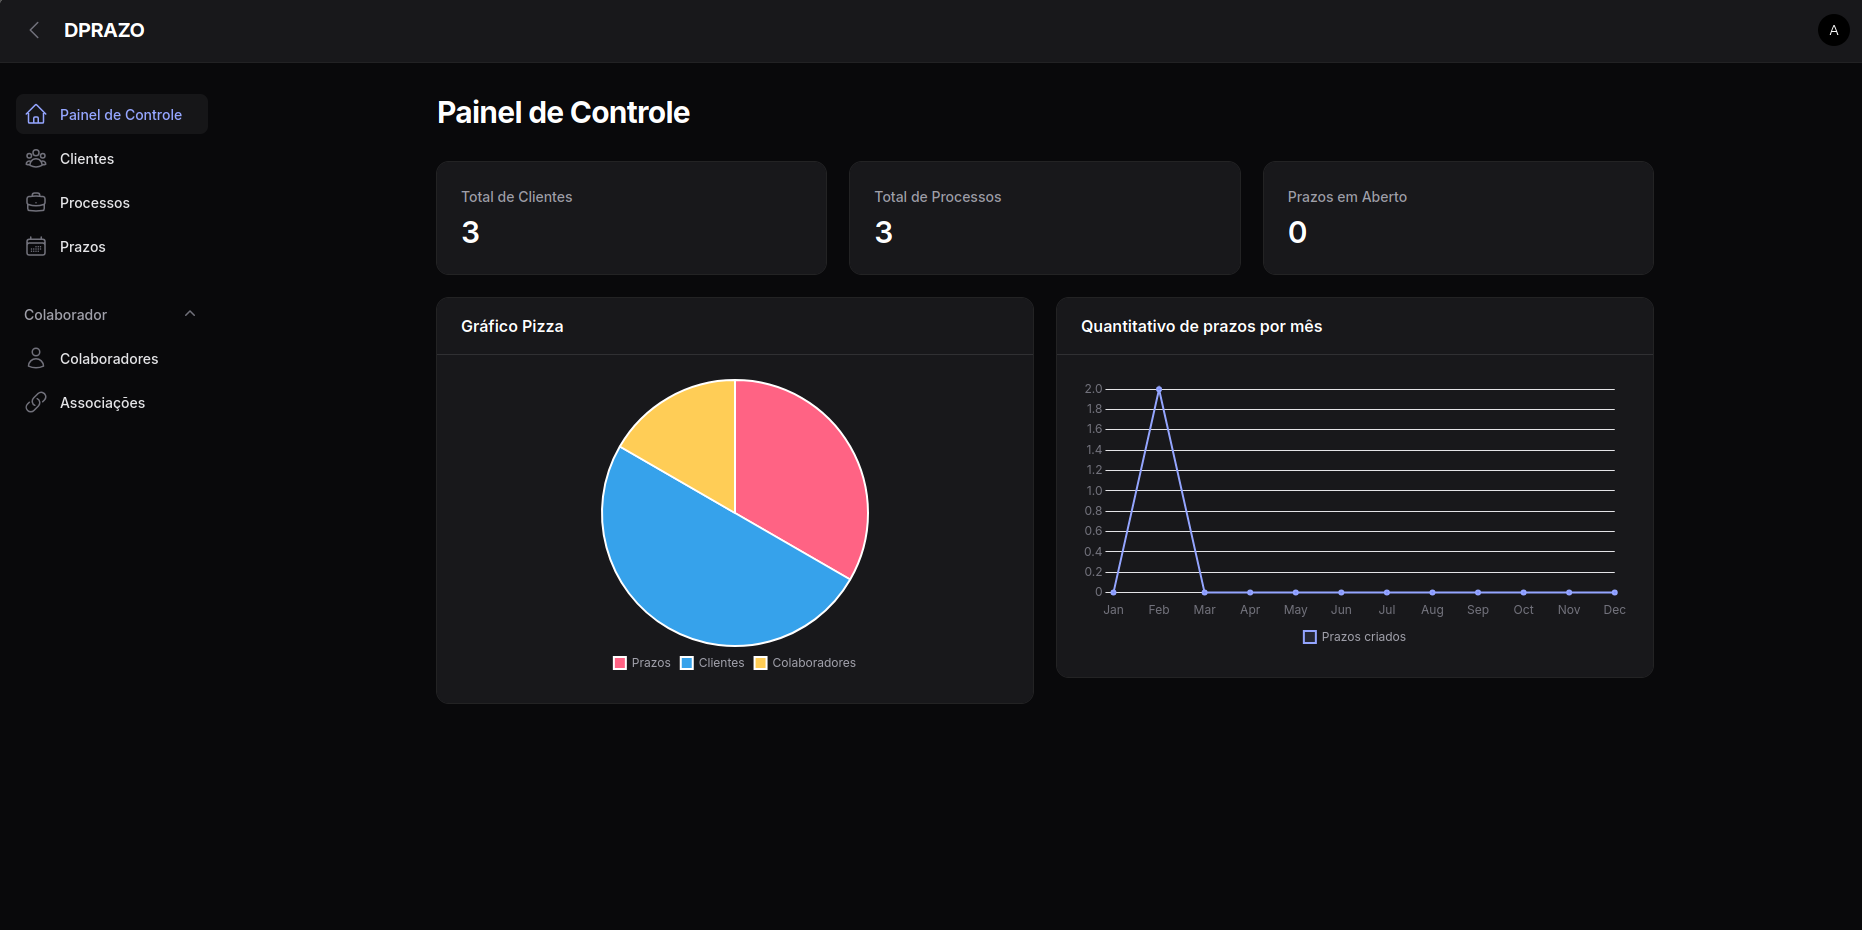 DPRAZO
A
Painel de Controle
Clientes
Processos
Prazos
Colaborador
Colaboradores
Associações
Painel de Controle
Total de Clientes
3
Total de Processos
3
Prazos em Aberto
0
Gráfico Pizza
Prazos Clientes Colaboradores
Quantitativo de prazos por mês
2.0
1.8
1.6
1.4
1.2
1.0
0.8
0.6
0.4
0.2
0
Jan Feb Mar Apr May Jun Jul Aug Sep Oct Nov Dec
Prazos criados